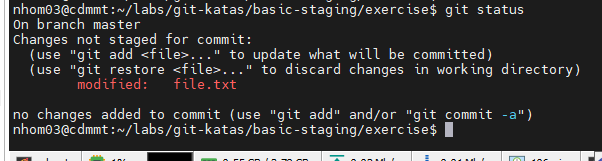 nhom03@cdmmt:~/labs/git-katas/basic-staging/exercise$ git status
On branch master
Changes not staged for commit:
  (use "git add <file>..." to update what will be committed)
  (use "git restore <file>..." to discard changes in working directory)
        modified:   file.txt

no changes added to commit (use "git add" and/or "git commit -a")
nhom03@cdmmt:~/labs/git-katas/basic-staging/exercise$